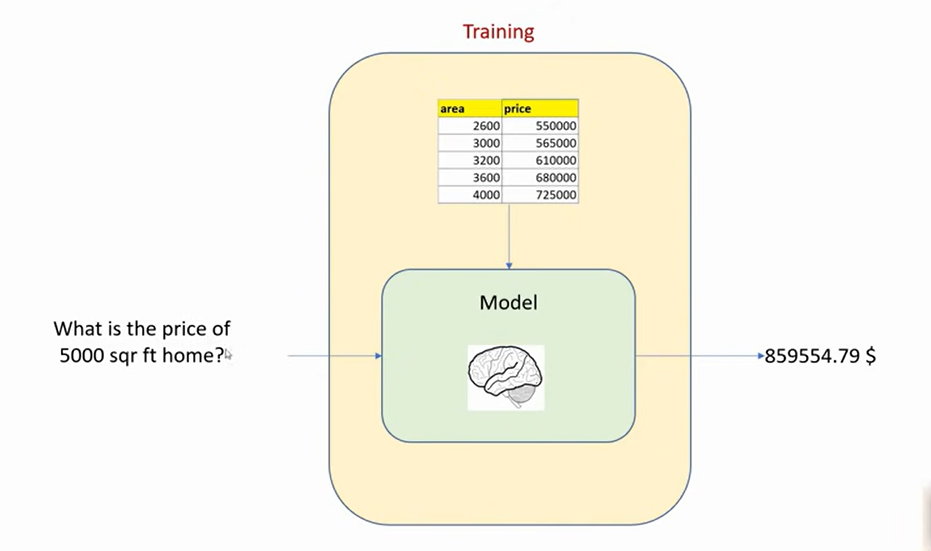 Training
area price
2600 550000
3000 565000
3200 610000
3600 680000
4000 725000
Model
What is the price of
5000 sqr ft home?
859554.79 $